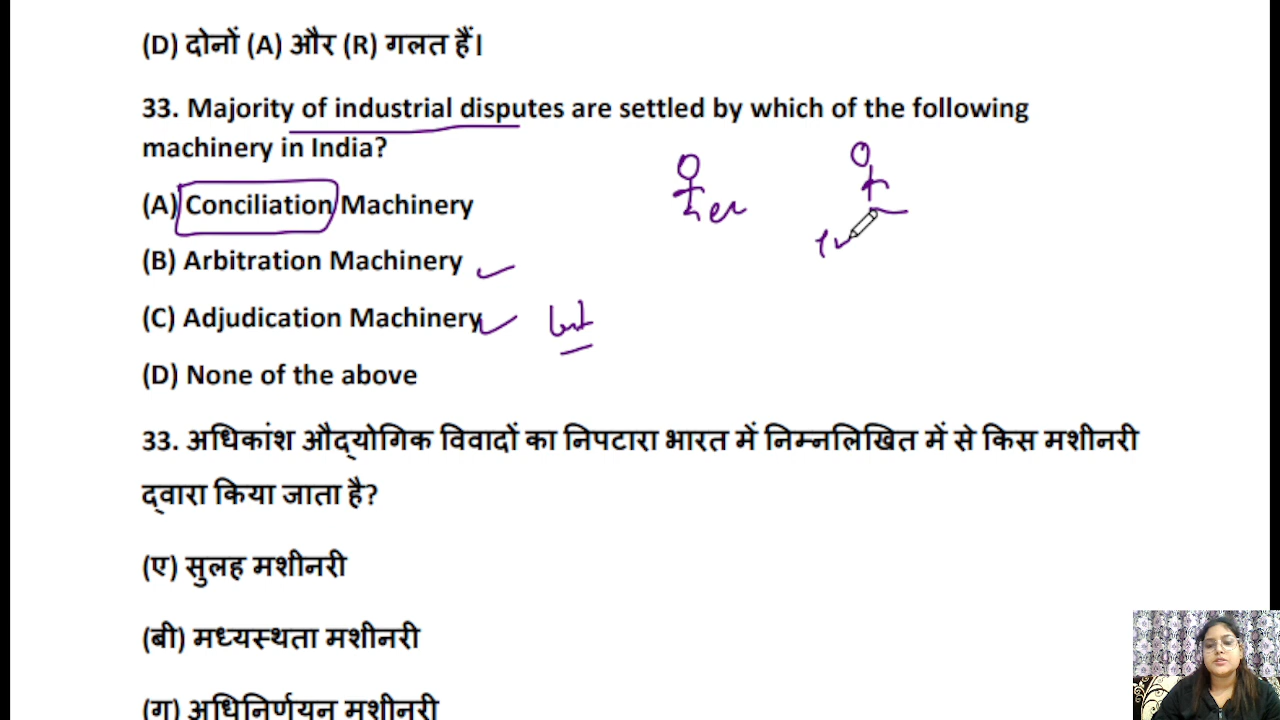 (D) दोनों (A) और (R) गलत हैं।
33. Majority of industrial disputes are settled by which of the following
machinery in India?
(A) Conciliation Machinery
(B) Arbitration Machinery
(C) Adjudication Machinery
(D) None of the above
33. अधिकांश औद्योगिक विवादों का निपटारा भारत में निम्नलिखित में से किस मशीनरी
द्वारा किया जाता है?
(ए) सुलह मशीनरी
(बी) मध्यस्थता मशीनरी
(ग) अधिनिर्णयन मशीनरी